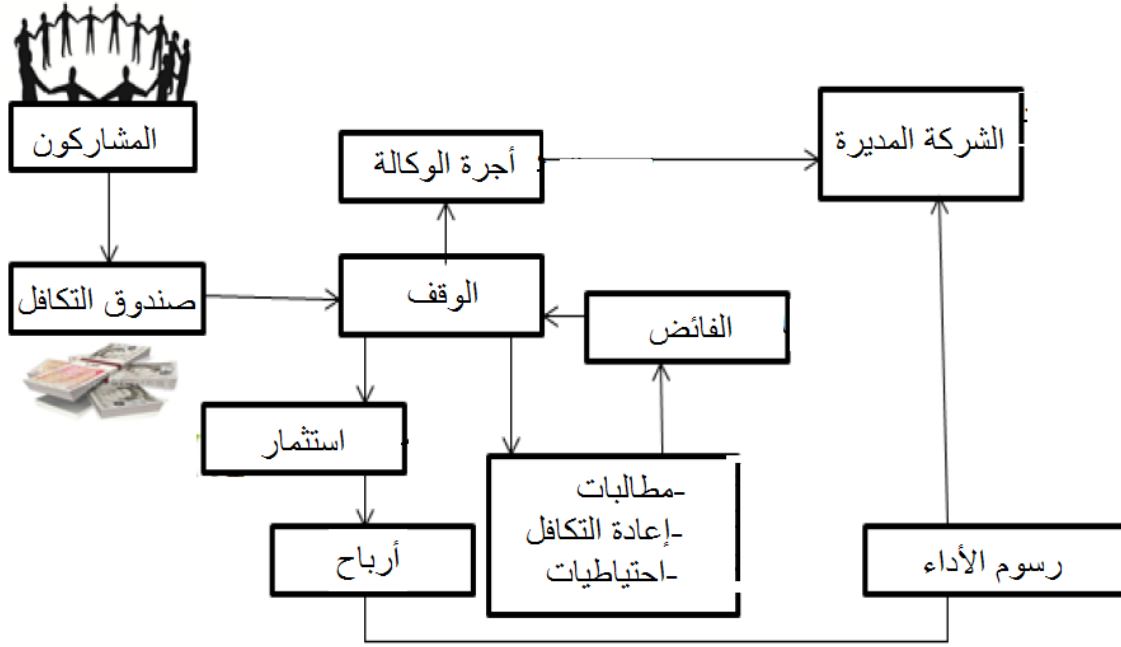 المشاركون
الشركة المديرة
أجرة الوكالة
صندوق التكافل
الوقف
الفائض
استثمار
-مطالبات
-إعادة التكافل
-احتياطيات
أرباح
رسوم الأداء